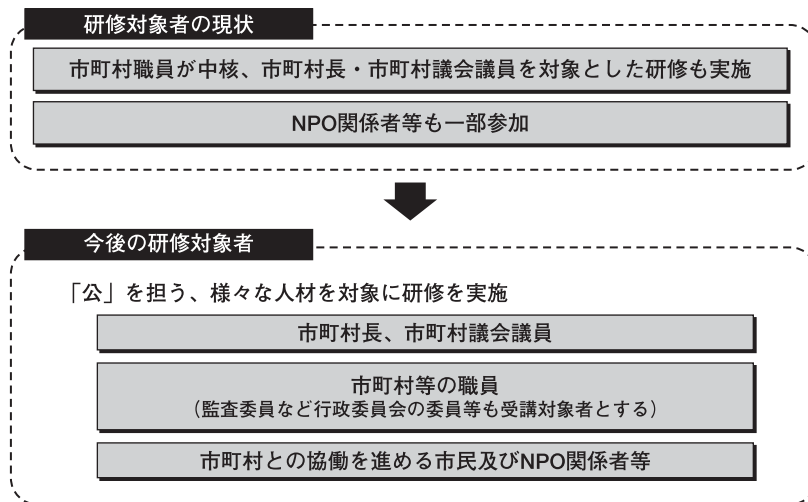 研修対象者の現状
市町村職員が中核、市町村長・市町村議会議員を対象とした研修も実施
NPO関係者等も一部参加
今後の研修対象者
「公」を担う、様々な人材を対象に研修を実施
市町村長、市町村議会議員
市町村等の職員
（監査委員など行政委員会の委員等も受講対象者とする）
市町村との協働を進める市民及びNPO関係者等